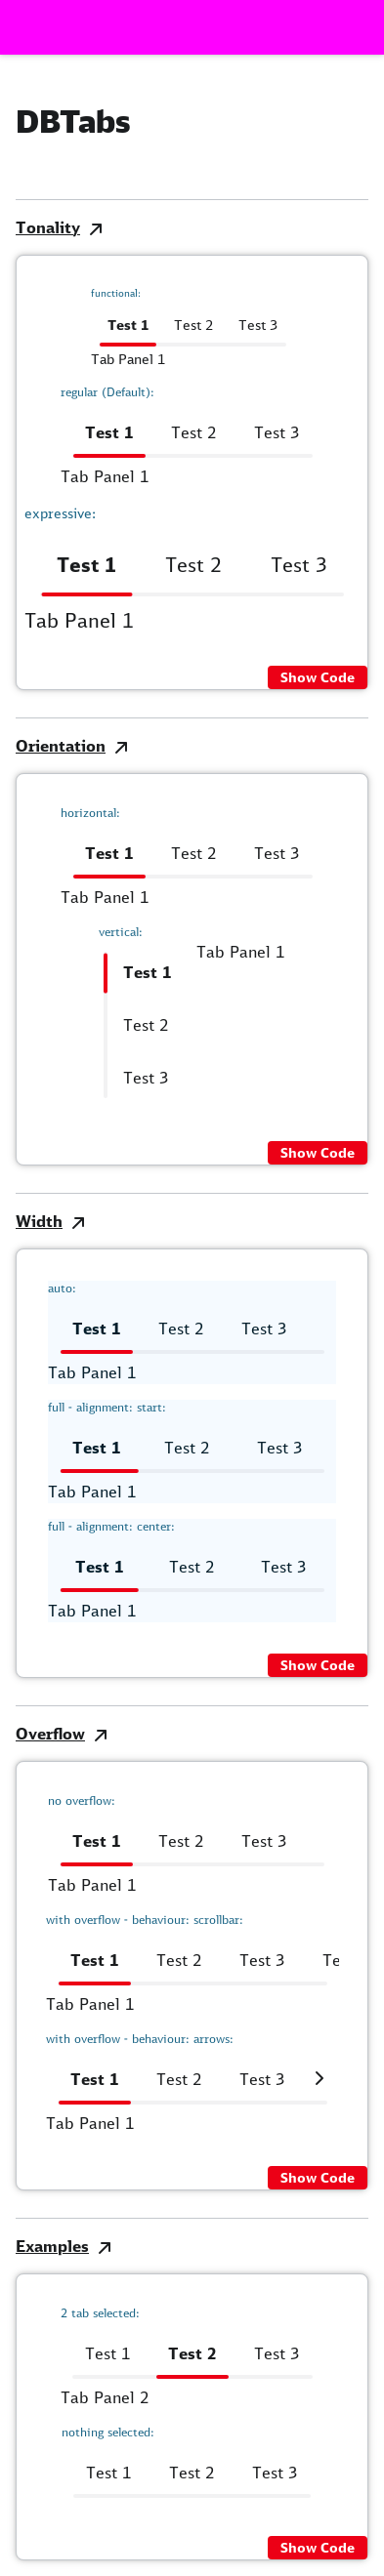 DBTabs
Tonality
functional:
Test 1 Test 2 Test 3
Tab Panel 1
regular (Default):
Test 1 Test 2 Test 3
Tab Panel 1
expressive:
Test 1 Test 2 Test 3
Tab Panel 1
Show Code
Orientation
horizontal:
Test 1 Test 2 Test 3
Tab Panel 1
vertical:
Tab Panel 1
Test 1
Test 2
Test 3
Show Code
Width
auto:
Test 1 Test 2 Test 3
Tab Panel 1
full - alignment: start:
Test 1 Test 2 Test 3
Tab Panel 1
full - alignment: center:
Test 1 Test 2 Test 3
Tab Panel 1
Show Code
Overflow
no overflow:
Test 1 Test 2 Test 3
Tab Panel 1
with overflow - behaviour: scrollbar:
Test 1 Test 2 Test 3
Tab Panel 1
with overflow - behaviour: arrows:
Test 1 Test 2 Test 3
Tab Panel 1
Show Code
Examples
2 tab selected:
Test 1 Test 2 Test 3
Tab Panel 2
nothing selected:
Test 1 Test 2 Test 3
Show Code